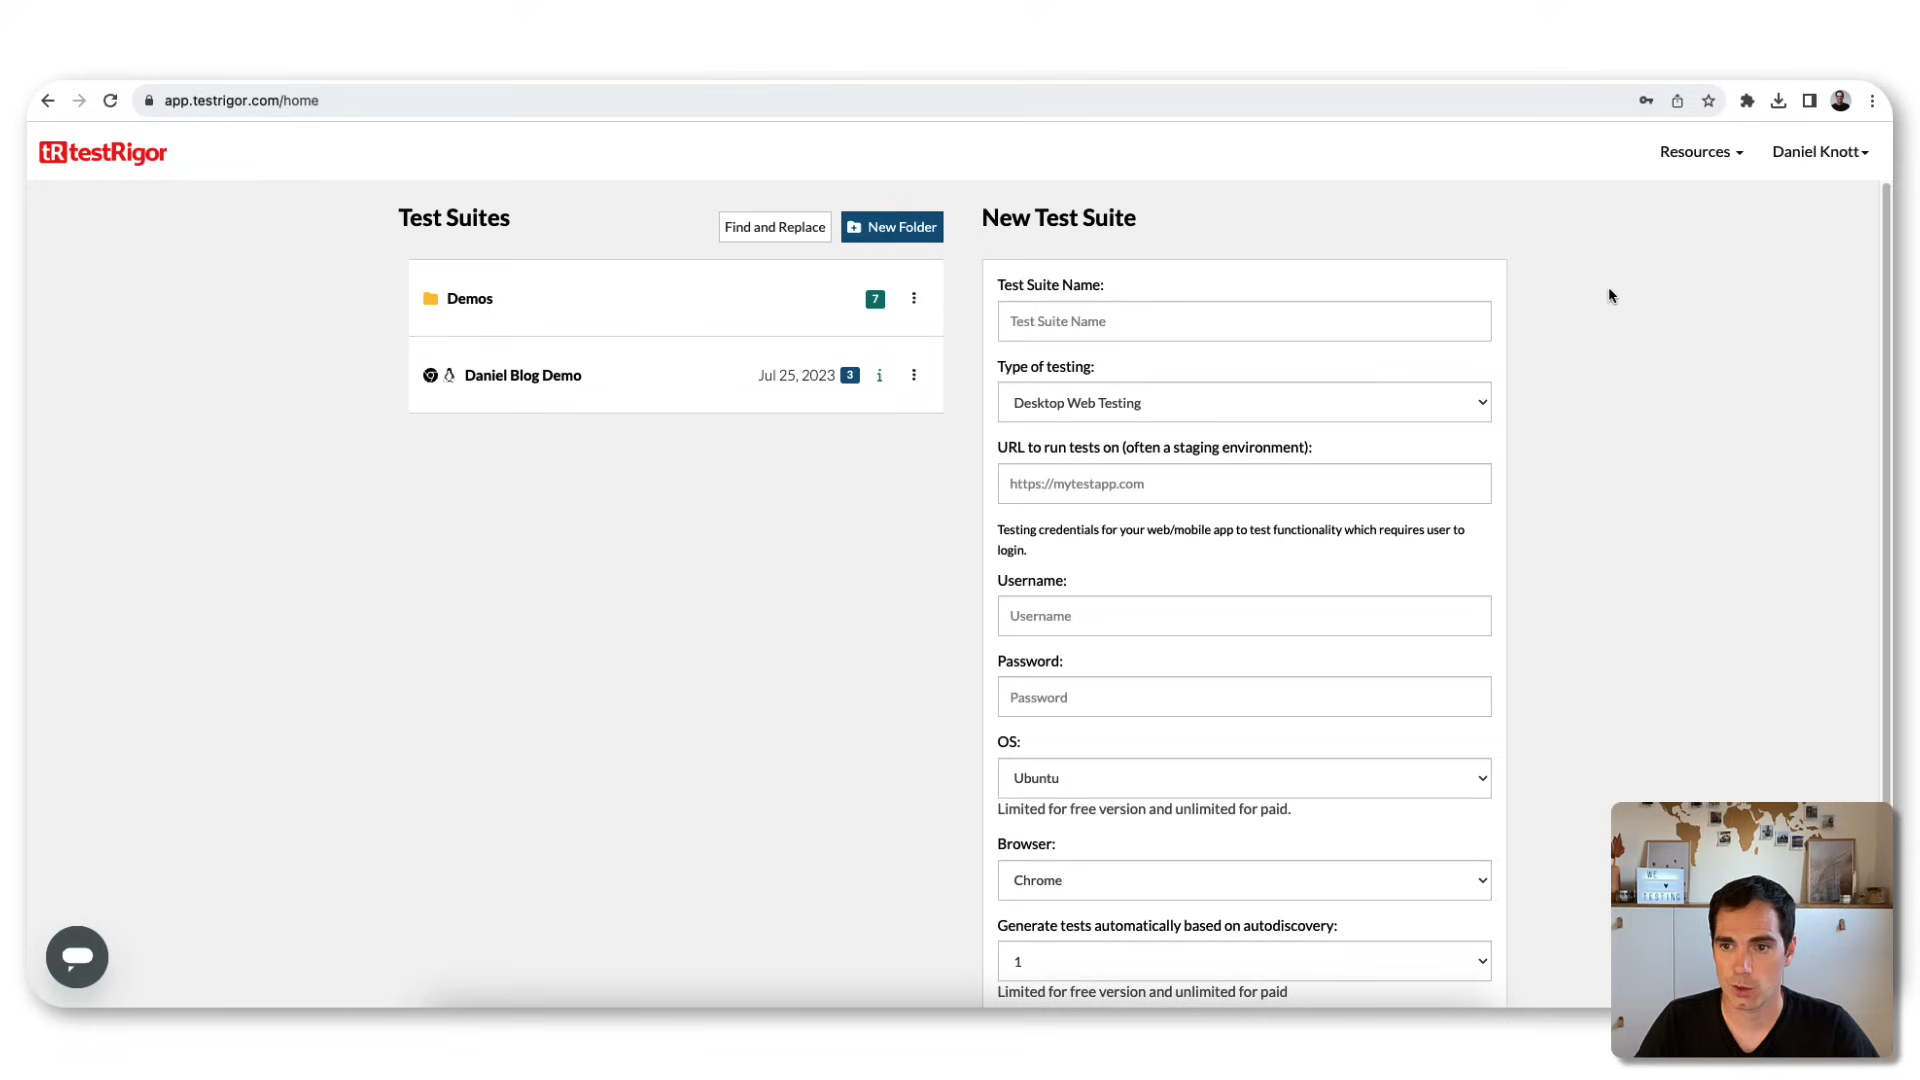 app.testrigor.com/home
tR testRigor
Resources
Daniel Knott
Test Suites
Find and Replace
New Folder
Demos
7
Daniel Blog Demo
Jul 25, 2023
3
i
New Test Suite
Test Suite Name:
Test Suite Name
Type of testing:
Desktop Web Testing
URL to run tests on (often a staging environment):
https://mytestapp.com
Testing credentials for your web/mobile app to test functionality which requires user to
login.
Username:
Username
Password:
Password
OS:
Ubuntu
Limited for free version and unlimited for paid.
Browser:
Chrome
Generate tests automatically based on autodiscovery:
1
Limited for free version and unlimited for paid
WE
♥
TESTING